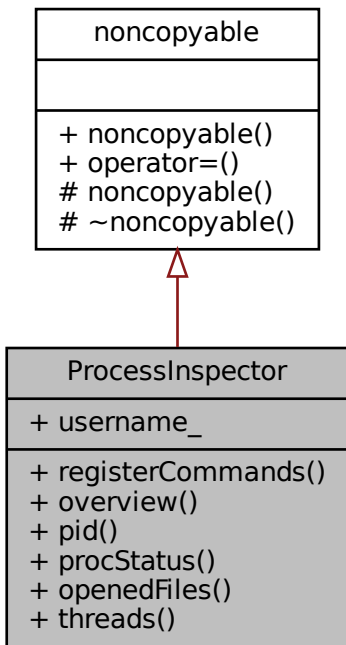 noncopyable
+ noncopyable()
+ operator=()
# noncopyable()
# ~noncopyable()
ProcessInspector
+ username_
+ registerCommands()
+ overview()
+ pid()
+ procStatus()
+ openedFiles()
+ threads()